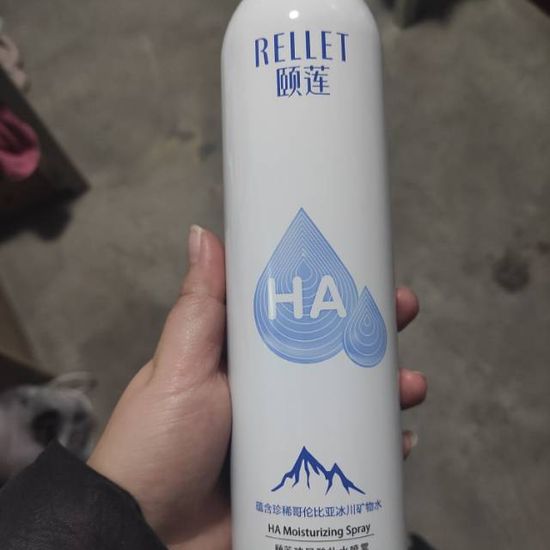 RELLET
颐莲
HA
蕴含珍稀哥伦比亚冰川矿物水
HA Moisturizing Spray